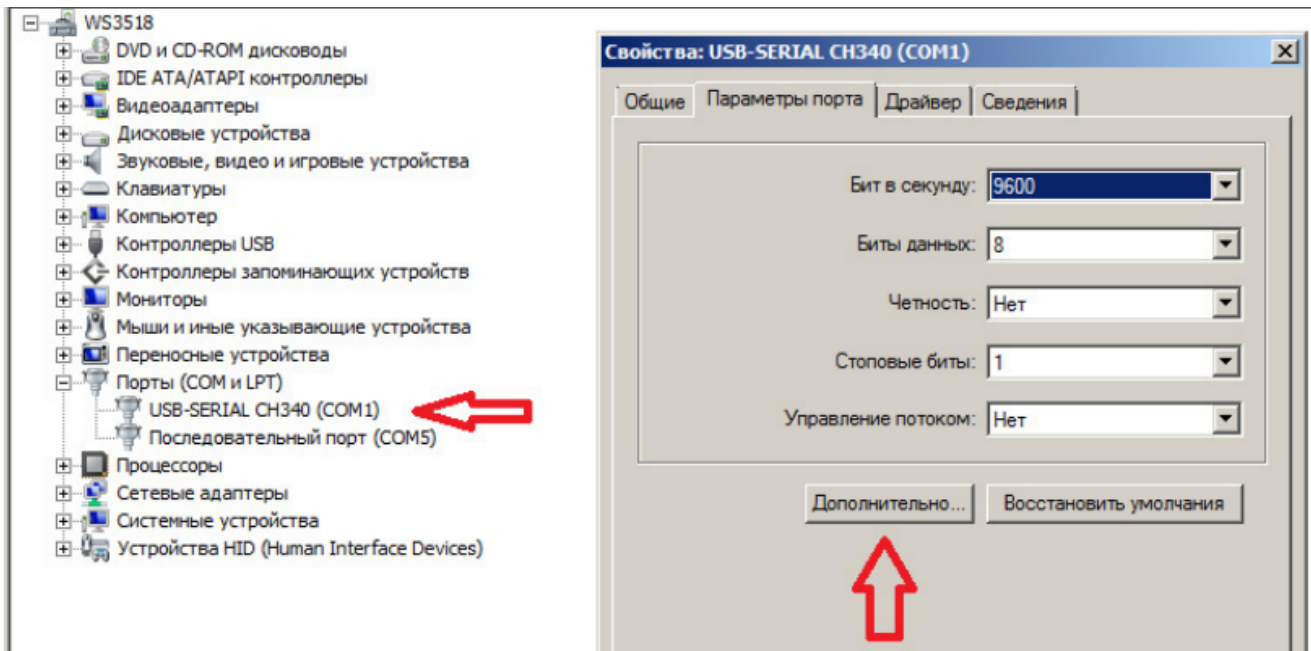 WS3518
DVD и CD-ROM дисководы
IDE ATA/ATAPI контроллеры
Видеоадаптеры
Дисковые устройства
Звуковые, видео и игровые устройства
Клавиатуры
Компьютер
Контроллеры USB
Контроллеры запоминающих устройств
Мониторы
Мыши и иные указывающие устройства
Переносные устройства
Порты (COM и LPT)
USB-SERIAL CH340 (COM1)
Последовательный порт (COM5)
Процессоры
Сетевые адаптеры
Системные устройства
Устройства HID (Human Interface Devices)
Свойства: USB-SERIAL CH340 (COM1)
Общие Параметры порта Драйвер Сведения
Бит в секунду: 9600
Биты данных: 8
Четность: Нет
Стоповые биты: 1
Управление потоком: Нет
Дополнительно... Восстановить умолчания